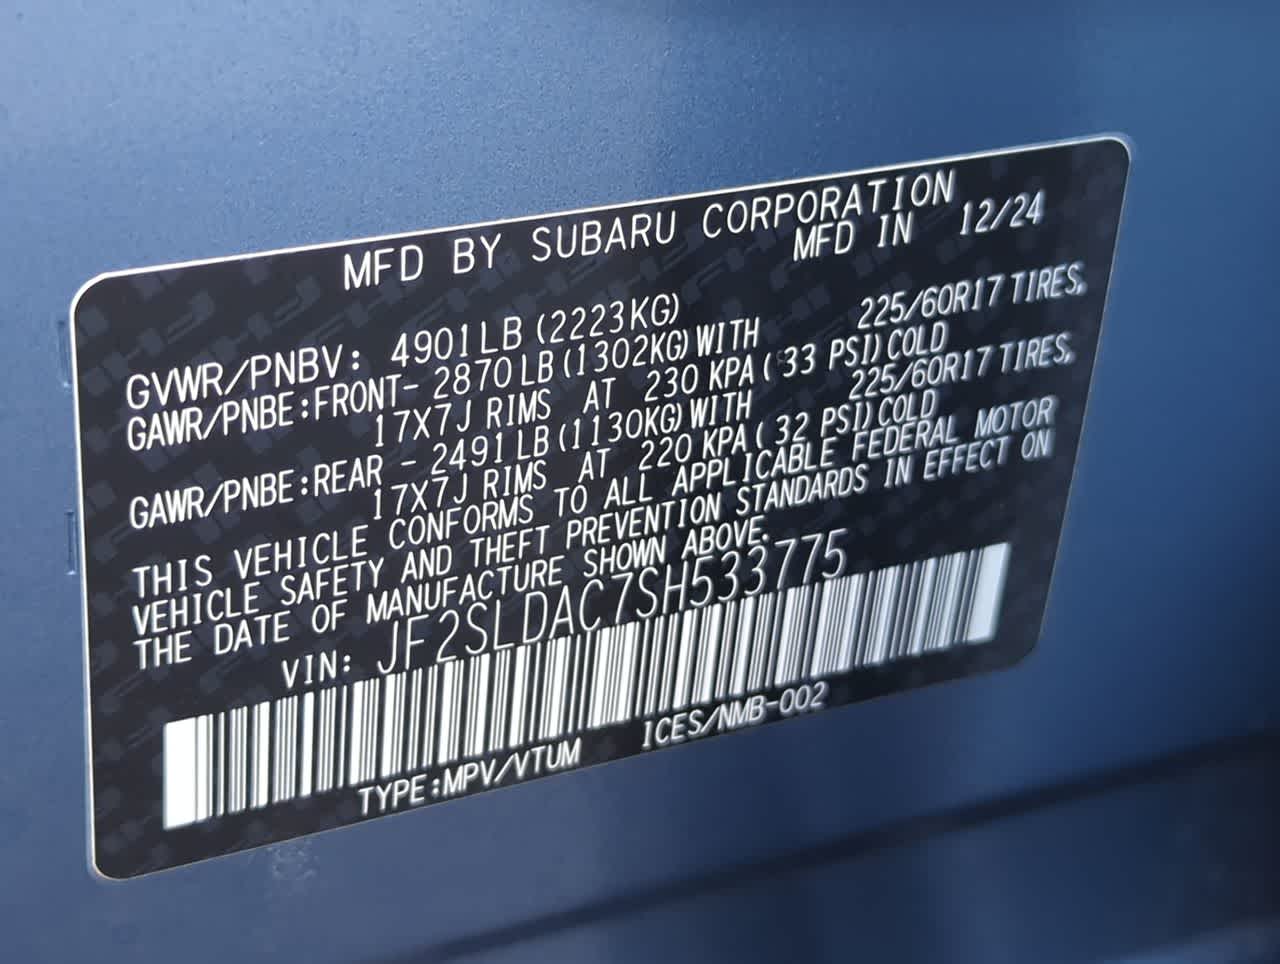 MFD BY SUBARU CORPORATION
MFD IN 12/24
GVWR/PNBV: 4901LB (2223KG)
GAWR/PNBE:FRONT- 2870LB(1302KG)WITH 225/60R17 TIRES,
17X7J RIMS AT 230 KPA( 33 PSI)COLD
GAWR/PNBE:REAR - 2491LB(1130KG)WITH 225/60R17 TIRES,
17X7J RIMS AT 220 KPA( 32 PSI)COLD
THIS VEHICLE CONFORMS TO ALL APPLICABLE FEDERAL MOTOR
VEHICLE SAFETY AND THEFT PREVENTION STANDARDS IN EFFECT ON
THE DATE OF MANUFACTURE SHOWN ABOVE.
VIN: JF2SLDAC7SH533775
TYPE:MPV/VTUM ICES/NMB-002